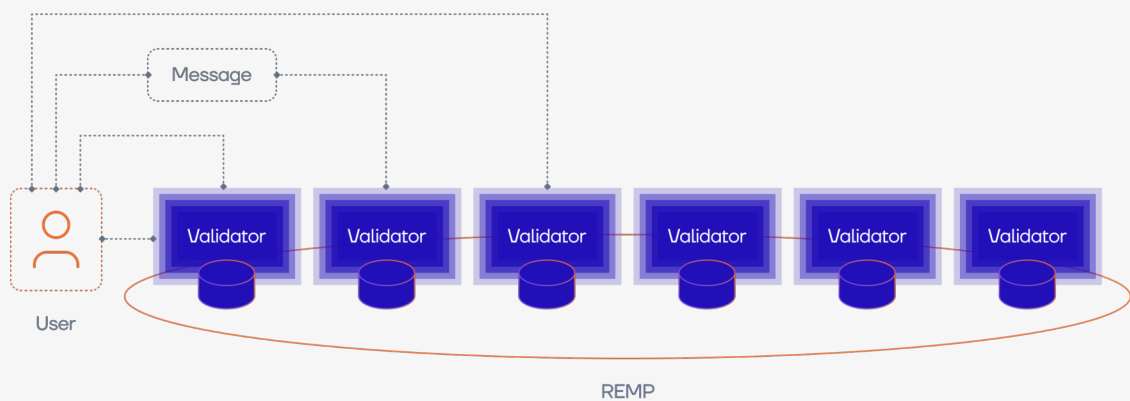 Message
Validator
Validator
Validator
Validator
Validator
Validator
User
REMP